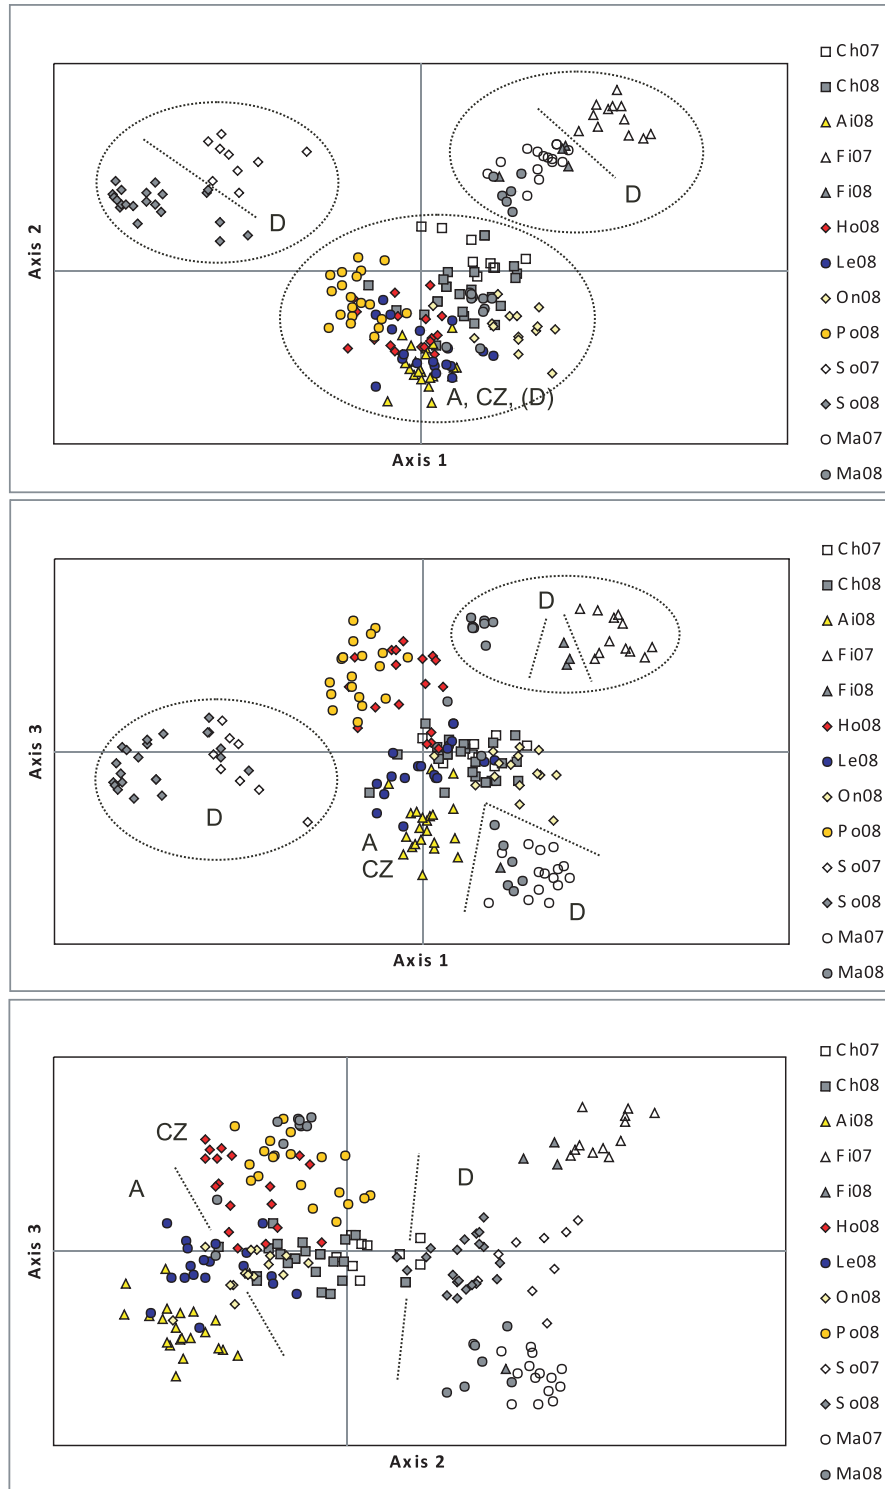 Ch07
Ch08
Ai08
Fi07
Fi08
Ho08
Le08
On08
Po08
So07
So08
Ma07
Ma08
D
D
A, CZ, (D)
Axis 2
Axis 1
Ch07
Ch08
Ai08
Fi07
Fi08
Ho08
Le08
On08
Po08
So07
So08
Ma07
Ma08
D
D
A
CZ
D
Axis 3
Axis 1
Ch07
Ch08
Ai08
Fi07
Fi08
Ho08
Le08
On08
Po08
So07
So08
Ma07
Ma08
CZ
A
D
Axis 3
Axis 2